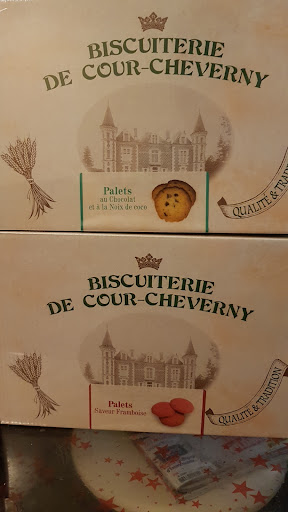 BISCUITERIE
DE COUR-CHEVERNY
Palets
au Chocolat
et à la Noix de coco
QUALITÉ & TRADITION
BISCUITERIE
DE COUR-CHEVERNY
Palets
Saveur Framboise
QUALITÉ & TRADITION